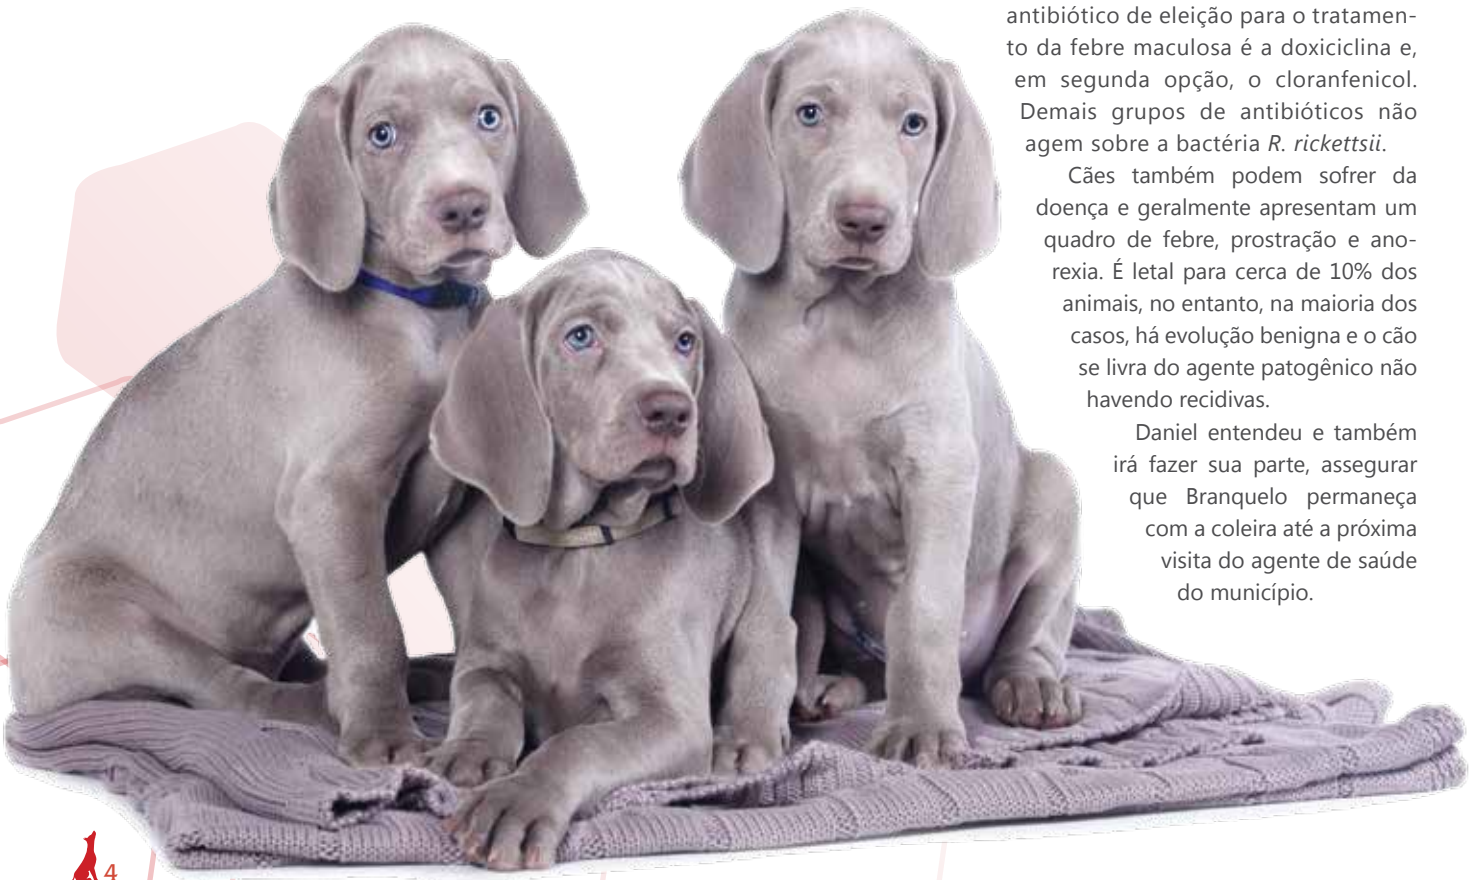 antibiótico de eleição para o tratamen-
to da febre maculosa é a doxiciclina e,
em segunda opção, o cloranfenicol.
Demais grupos de antibióticos não
agem sobre a bactéria R. rickettsii.
Cães também podem sofrer da
doença e geralmente apresentam um
quadro de febre, prostração e ano-
rexia. É letal para cerca de 10% dos
animais, no entanto, na maioria dos
casos, há evolução benigna e o cão
se livra do agente patogênico não
havendo recidivas.
Daniel entendeu e também
irá fazer sua parte, assegurar
que Branquelo permaneça
com a coleira até a próxima
visita do agente de saúde
do município.
4